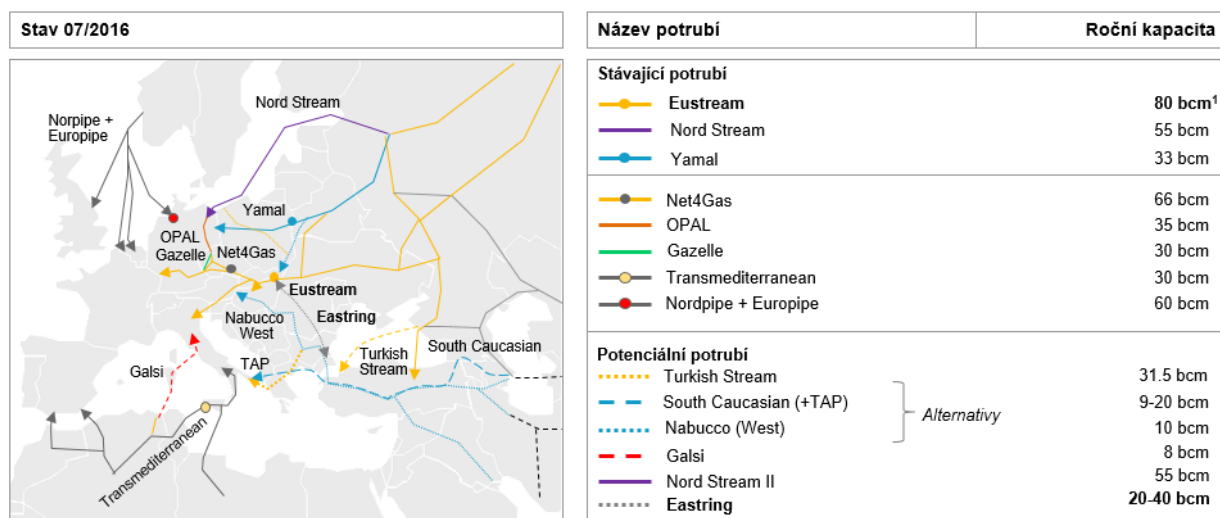 Stav 07/2016
Název potrubí
Roční kapacita
Nord Stream
Norpipe +
Europipe
Yamal
OPAL
Gazelle
Net4Gas
Eustream
Nabucco
West
Eastring
Galsi
TAP
Turkish
Stream
South Caucasian
Transmediterranean
Stávající potrubí
Eustream 80 bcm¹
Nord Stream 55 bcm
Yamal 33 bcm
Net4Gas 66 bcm
OPAL 35 bcm
Gazelle 30 bcm
Transmediterranean 30 bcm
Nordpipe + Europipe 60 bcm
Potenciální potrubí
Turkish Stream 31.5 bcm
South Caucasian (+TAP) 9-20 bcm
Alternativy
Nabucco (West) 10 bcm
Galsi 8 bcm
Nord Stream II 55 bcm
Eastring 20-40 bcm